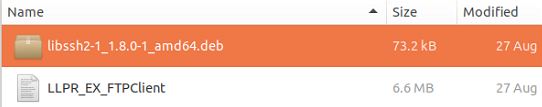 Name Size Modified
libssh2-1_1.8.0-1_amd64.deb 73.2 kB 27 Aug
LLPR_EX_FTPClient 6.6 MB 27 Aug